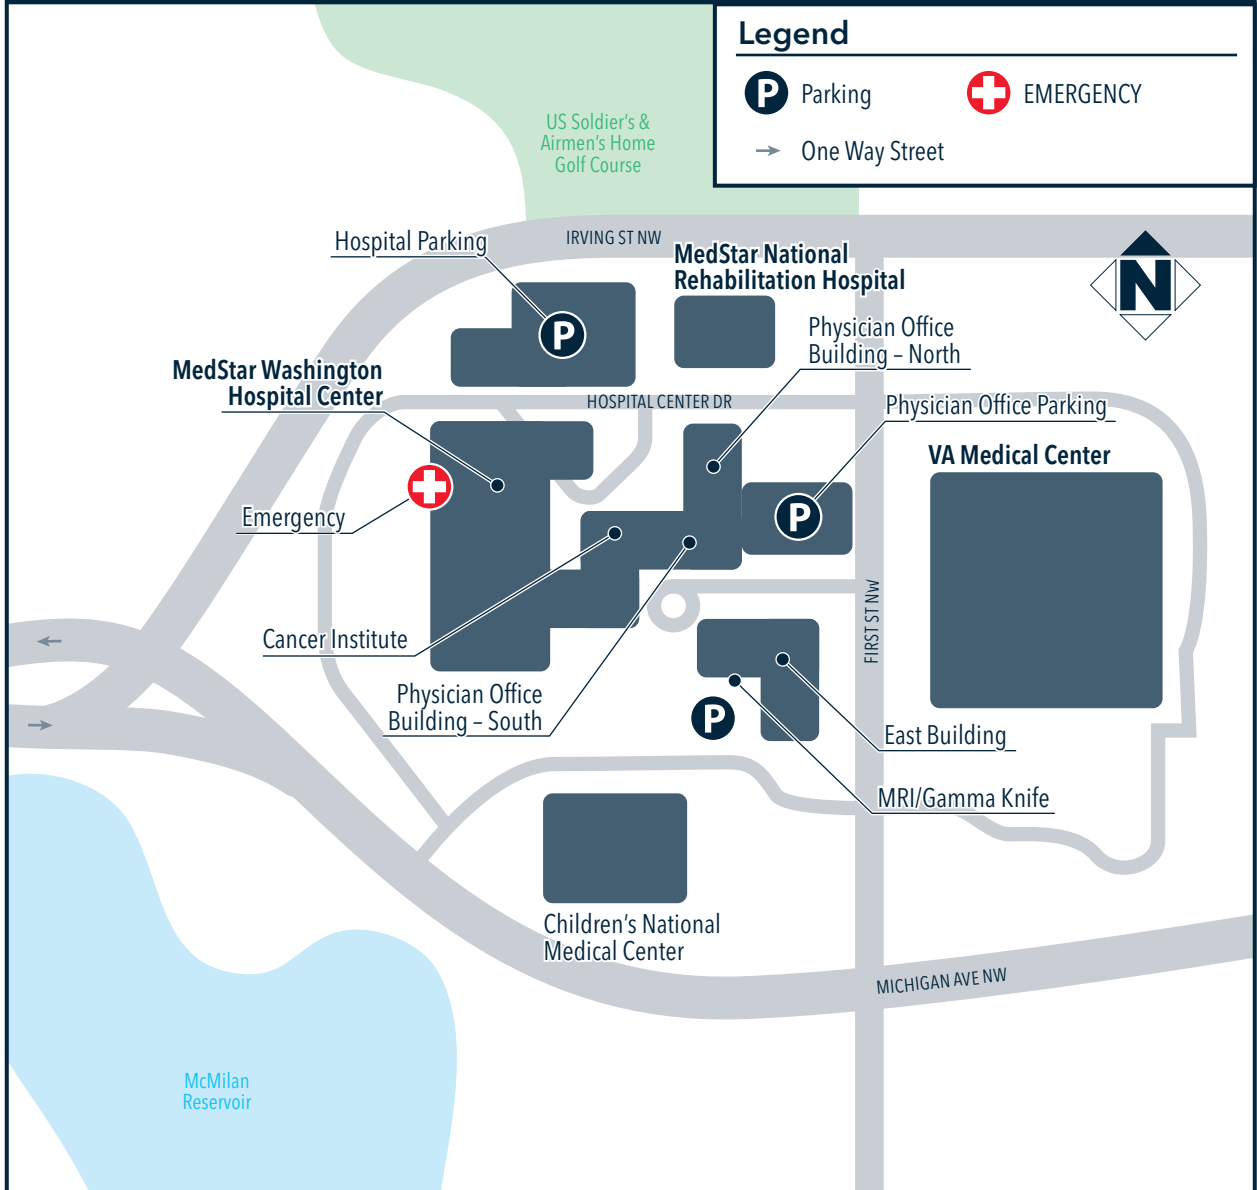 Legend
P Parking
EMERGENCY
One Way Street
US Soldier's &
Airmen's Home
Golf Course
Hospital Parking
IRVING ST NW
MedStar National
Rehabilitation Hospital
N
P
Physician Office
Building – North
MedStar Washington
Hospital Center
HOSPITAL CENTER DR
Physician Office Parking
VA Medical Center
Emergency
P
FIRST ST NW
Cancer Institute
Physician Office
Building – South
P
East Building
MRI/Gamma Knife
Children's National
Medical Center
MICHIGAN AVE NW
McMilan
Reservoir